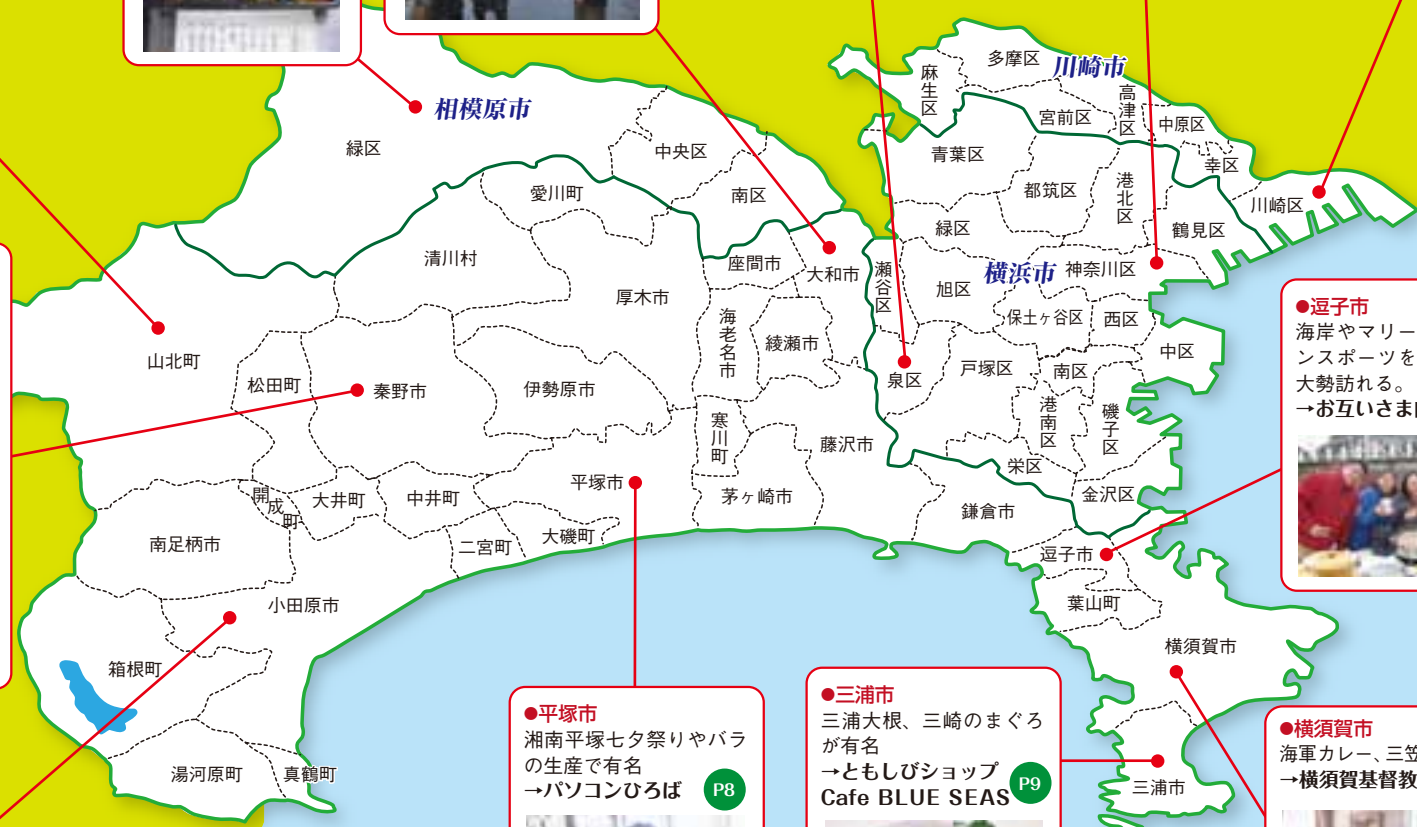 相模原市
緑区
中央区
南区
愛川町
清川村
厚木市
座間市
大和市
海老名市
綾瀬市
山北町
松田町
秦野市
伊勢原市
寒川町
藤沢市
開成町
大井町
中井町
平塚市
茅ヶ崎市
南足柄市
二宮町
大磯町
小田原市
箱根町
湯河原町
真鶴町
川崎市
麻生区
多摩区
宮前区
高津区
中原区
幸区
川崎区
横浜市
青葉区
都筑区
港北区
鶴見区
緑区
瀬谷区
旭区
神奈川区
保土ヶ谷区
西区
中区
泉区
戸塚区
南区
港南区
磯子区
栄区
金沢区
鎌倉市
逗子市
葉山町
横須賀市
三浦市
●平塚市
湘南平塚七夕祭りやバラ
の生産で有名
→パソコンひろば
P8
●三浦市
三浦大根、三崎のまぐろ
が有名
→ともしびショップ
Cafe BLUE SEAS
P9
●逗子市
海岸やマリー
ンスポーツを
大勢訪れる。
→お互いさま
●横須賀市
海軍カレー、三笠
→横須賀基督教